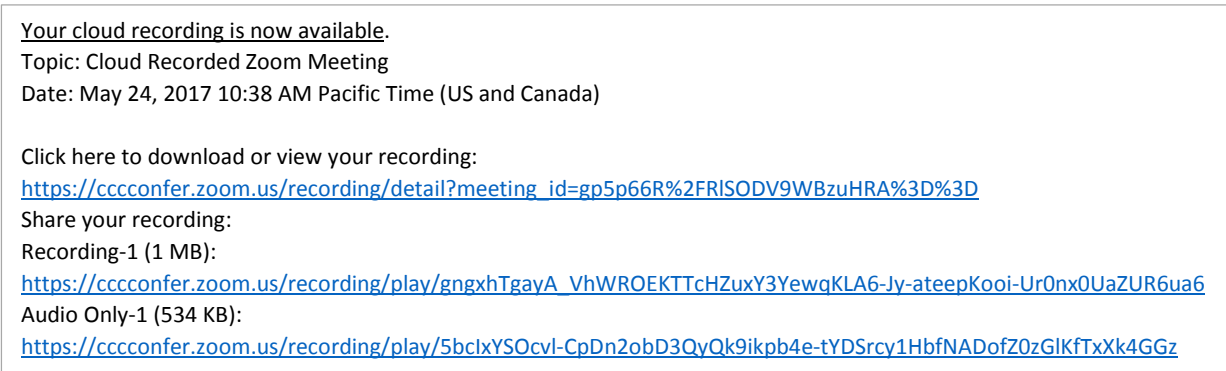 Your cloud recording is now available.
Topic: Cloud Recorded Zoom Meeting
Date: May 24, 2017 10:38 AM Pacific Time (US and Canada)
Click here to download or view your recording:
https://cccconfer.zoom.us/recording/detail?meeting_id=gp5p66R%2FRlSODV9WBzuHRA%3D%3D
Share your recording:
Recording-1 (1 MB):
https://cccconfer.zoom.us/recording/play/gngxhTgayA_VhWROEKTTcHZuxY3YewqKLA6-Jy-ateepKooi-Ur0nx0UaZUR6ua6
Audio Only-1 (534 KB):
https://cccconfer.zoom.us/recording/play/5bcIxYSOcvl-CpDn2obD3QyQk9ikpb4e-tYDSrcy1HbfNADofZ0zGlKfTxXk4GGz